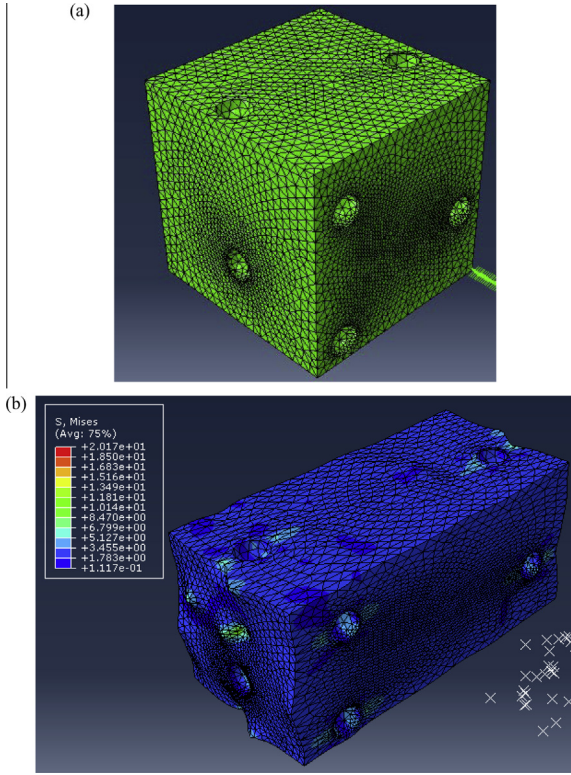 (a)
(b)
S, Mises
(Avg: 75%)
+2.017e+01
+1.850e+01
+1.683e+01
+1.516e+01
+1.349e+01
+1.181e+01
+1.014e+01
+8.470e+00
+6.799e+00
+5.127e+00
+3.455e+00
+1.783e+00
+1.117e-01